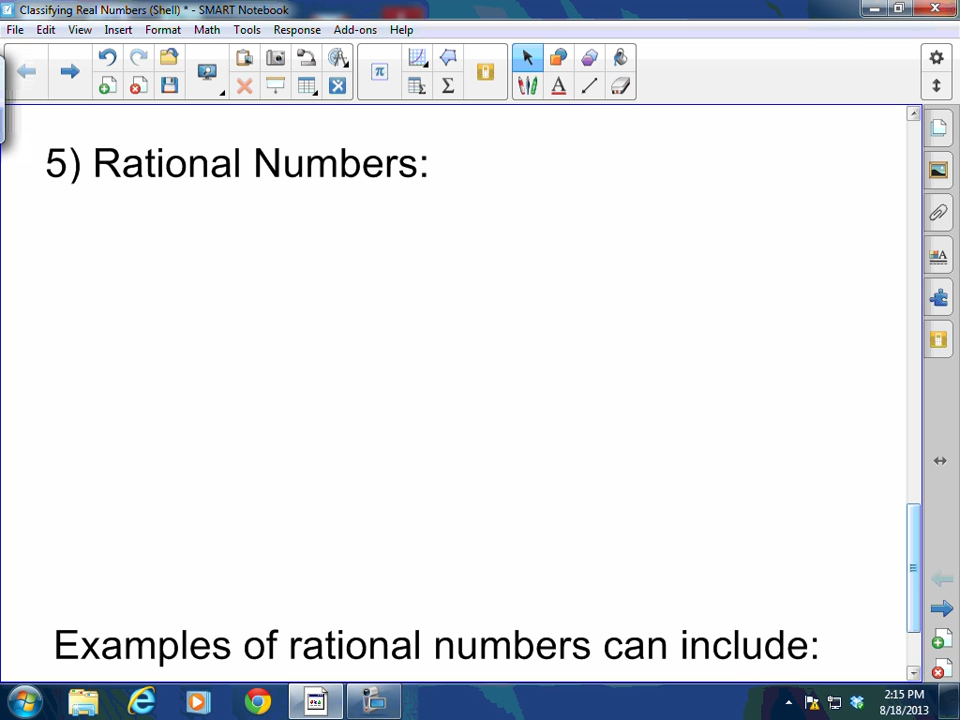 Classifying Real Numbers (Shell) * - SMART Notebook
File Edit View Insert Format Math Tools Response Add-ons Help
5) Rational Numbers:
Examples of rational numbers can include:
2:15 PM
8/18/2013